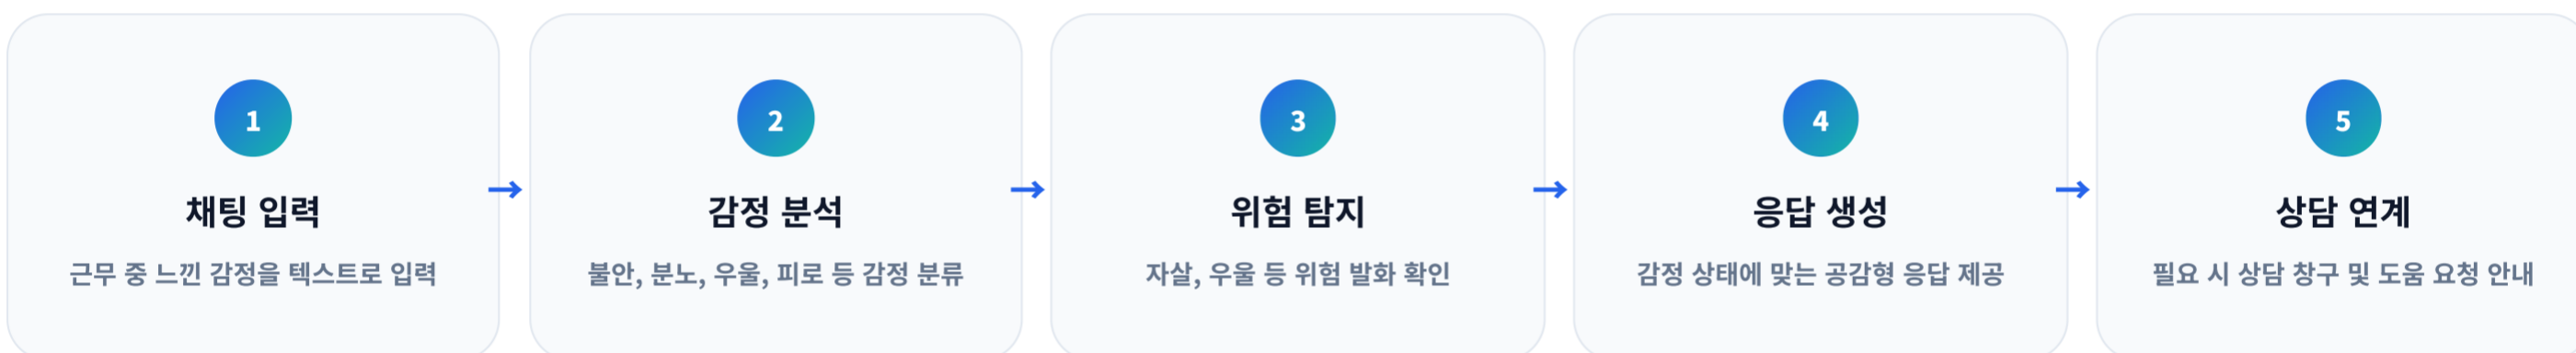 1
채팅 입력
근무 중 느낀 감정을 텍스트로 입력
→
2
감정 분석
불안, 분노, 우울, 피로 등 감정 분류
→
3
위험 탐지
자살, 우울 등 위험 발화 확인
→
4
응답 생성
감정 상태에 맞는 공감형 응답 제공
→
5
상담 연계
필요 시 상담 창구 및 도움 요청 안내